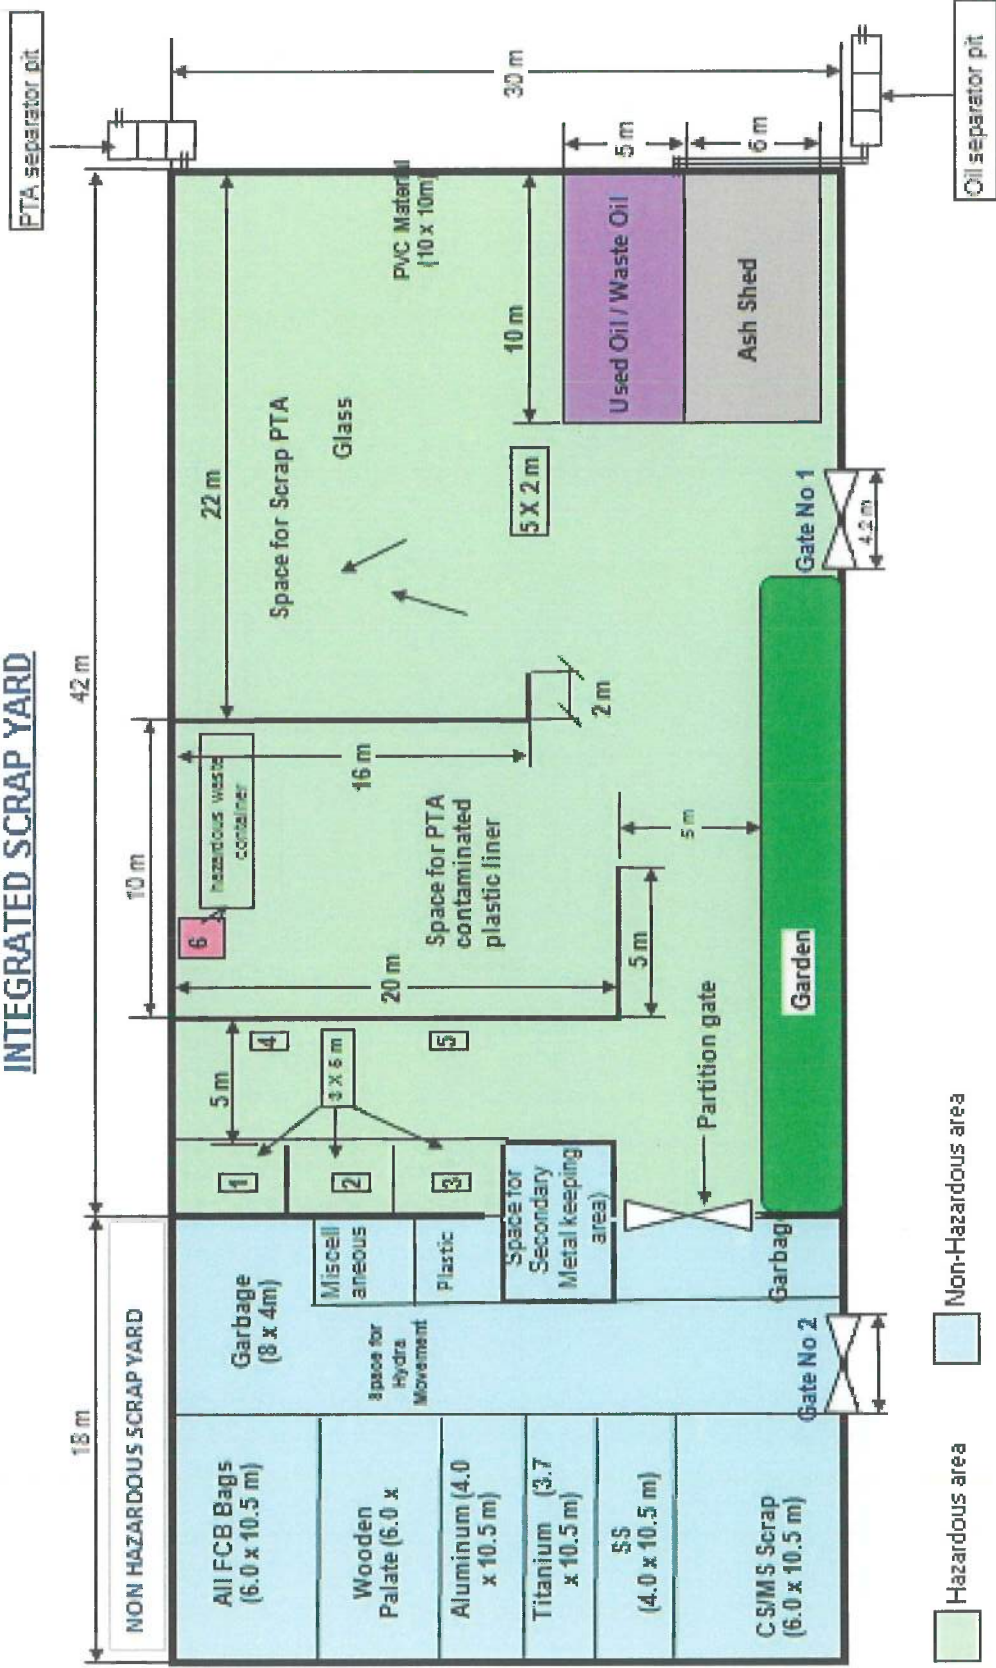 INTEGRATED SCRAP YARD
18 m
42 m
PTA separator pit
NON HAZARDOUS SCRAP YARD
10 m
22 m
30 m
All FCB Bags
(6.0 x 10.5 m)
Wooden
Palate (6.0 x
Aluminum (4.0
x 10.5 m)
Titanium (3.7
x 10.5 m)
SS
(4.0 x 10.5 m)
CS/MS Scrap
(6.0 x 10.5 m)
Garbage
(8 x 4m)
Miscell
aneous
Plastic
Space for
Hydra
Movement
Space for
Secondary
Metal keeping
area)
Garbag
Gate No 2
1
2
3
5 m
4
5
20 m
6
hazardous waste
container
16 m
Space for PTA
contaminated
plastic liner
5 m
5 m
2 m
Partition gate
Garden
Space for Scrap PTA
Glass
PVC Material
(10 x 10m)
5 X 2 m
10 m
Used Oil / Waste Oil
5 m
Ash Shed
6 m
Gate No 1
4.2 m
Oil separator pit
Hazardous area
Non-Hazardous area